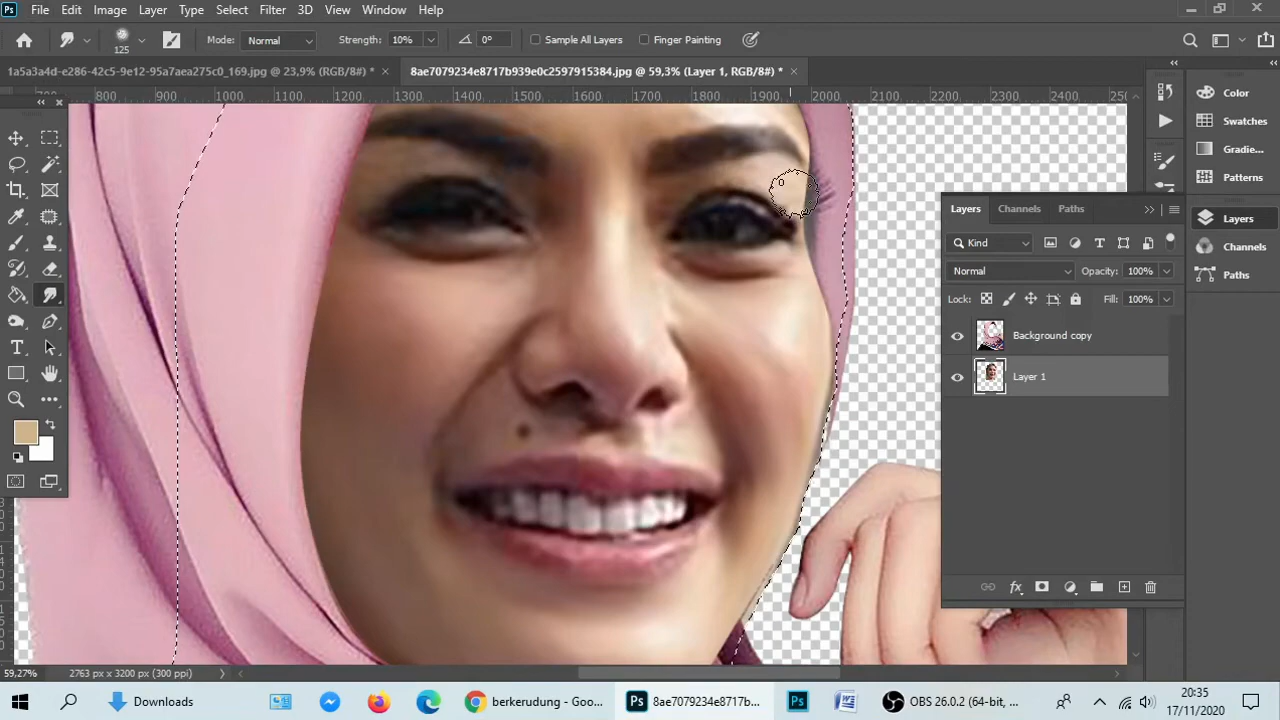 File Edit Image Layer Type Select Filter 3D View Window Help
125 Mode: Normal Strength: 10% 0° Sample All Layers Finger Painting
1a5a3a4d-e286-42c5-9e12-95a7aea275c0_169.jpg @ 23,9% (RGB/8#) * × 8ae7079234e8717b939e0c2597915384.jpg @ 59,3% (Layer 1, RGB/8#) * ×
800 900 1000 1100 1200 1300 1400 1500 1600 1700 1800 1900 2000 2100 2200 2300 2400
Color
Swatches
Gradie...
Patterns
Layers
Channels
Paths
Layers Channels Paths
Kind
Normal Opacity: 100%
Lock: Fill: 100%
Background copy
Layer 1
fx
59,27% 2763 px x 3200 px (300 ppi)
Downloads berkerudung - Goo... 8ae7079234e8717b... OBS 26.0.2 (64-bit, ... 20:35
17/11/2020